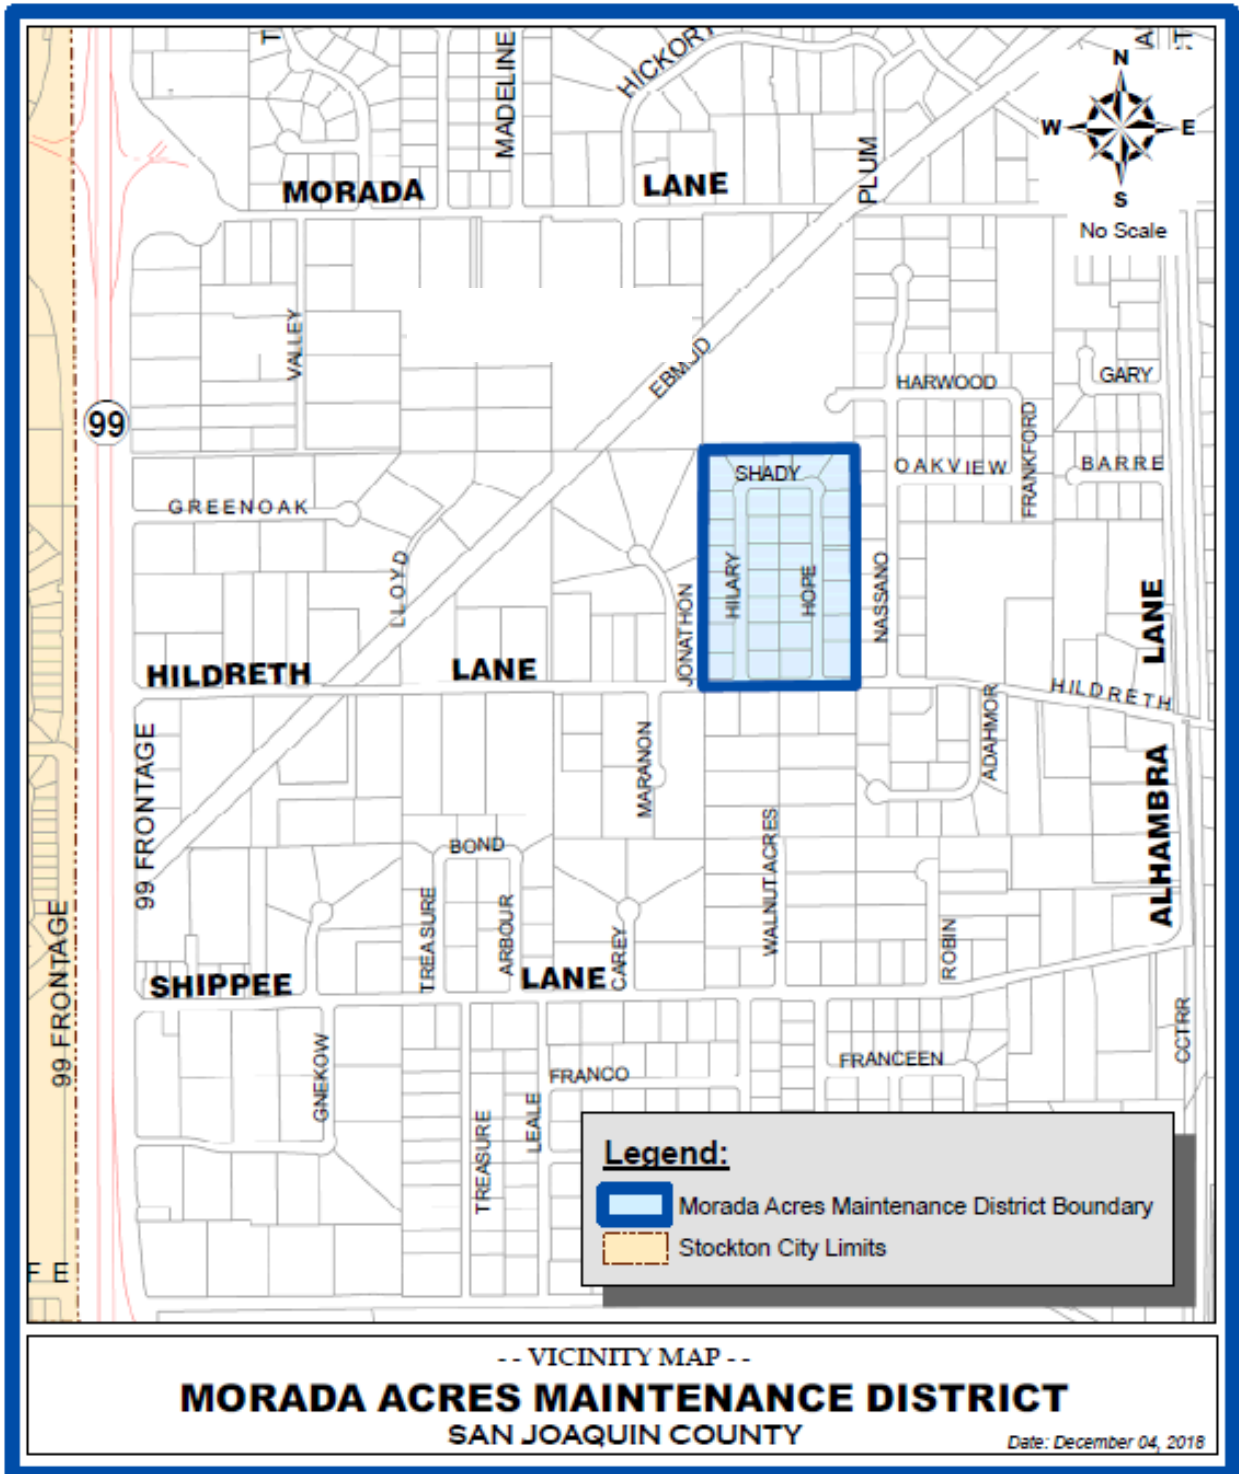 T
MADELINE
HICKORY
A
T
N
W
E
S
No Scale
PLUM
MORADA
LANE
VALLEY
EBMUD
99
HARWOOD
GARY
FRANKFORD
OAKVIEW
BARRE
SHADY
GREENOAK
LLOYD
JONATHON
HILARY
HOPE
NASSANO
LANE
HILDRETH
LANE
HILDRETH
99 FRONTAGE
MARANON
ADAHMOR
ALHAMBRA
BOND
WALNUT ACRES
TREASURE
ARBOUR
CAREY
ROBIN
99 FRONTAGE
SHIPPEE
LANE
CCTRR
GNEKOW
FRANCO
FRANCEEN
TREASURE
LEALE
F E
Legend:
Morada Acres Maintenance District Boundary
Stockton City Limits
- - VICINITY MAP - -
MORADA ACRES MAINTENANCE DISTRICT
SAN JOAQUIN COUNTY
Date: December 04, 2018